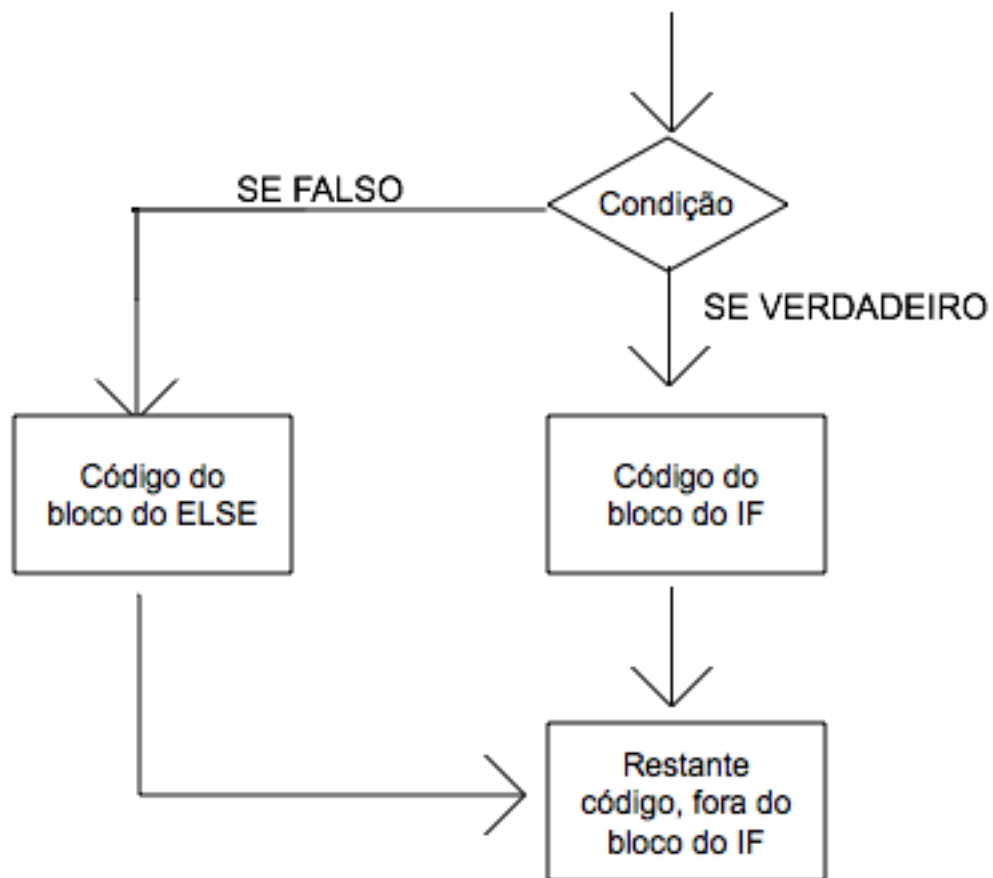 Condição
SE FALSO
SE VERDADEIRO
Código do
bloco do ELSE
Código do
bloco do IF
Restante
código, fora do
bloco do IF